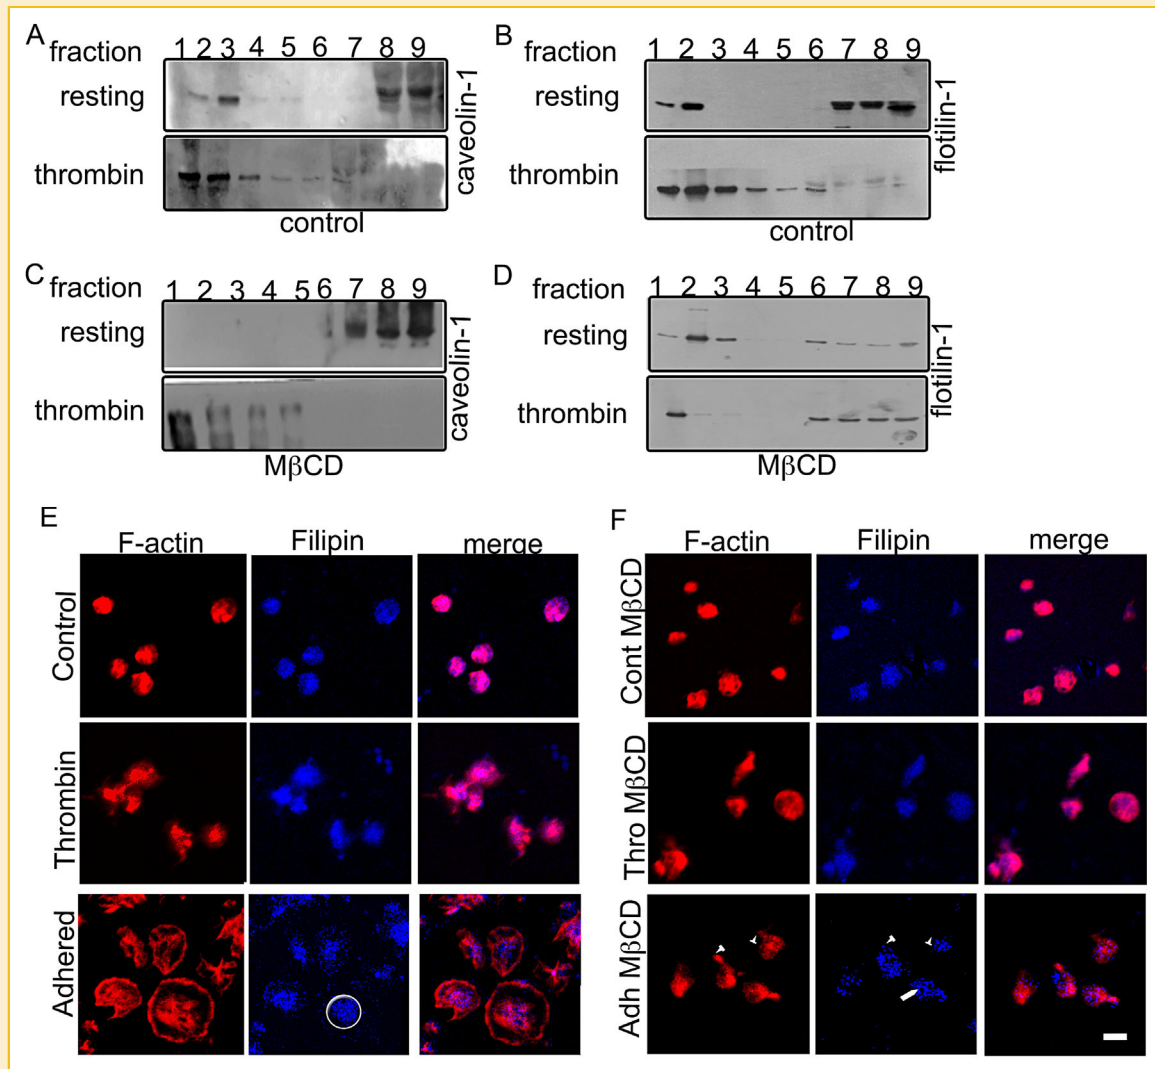 A
fraction 1 2 3 4 5 6 7 8 9
resting
thrombin
caveolin-1
control
B
fraction 1 2 3 4 5 6 7 8 9
resting
thrombin
flotilin-1
control
C
fraction 1 2 3 4 5 6 7 8 9
resting
thrombin
caveolin-1
MβCD
D
fraction 1 2 3 4 5 6 7 8 9
resting
thrombin
flotilin-1
MβCD
E
F-actin Filipin merge
Control
Thrombin
Adhered
F
F-actin Filipin merge
Cont MβCD
Thro MβCD
Adh MβCD